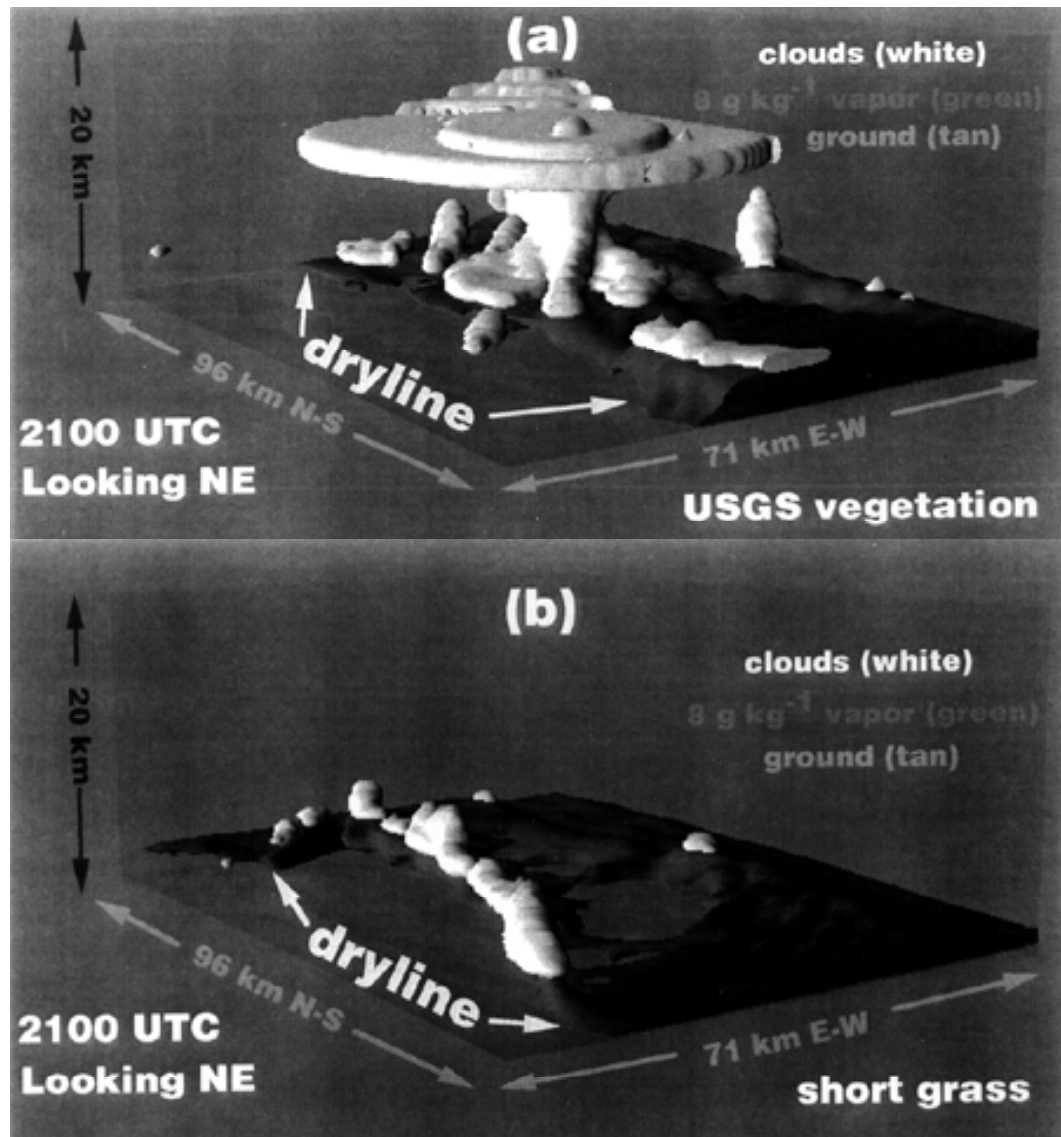 (a)
clouds (white)
8 g kg⁻¹ vapor (green)
ground (tan)
20 km
dryline
96 km N-S
2100 UTC
Looking NE
71 km E-W
USGS vegetation
(b)
clouds (white)
8 g kg⁻¹ vapor (green)
ground (tan)
20 km
dryline
96 km N-S
2100 UTC
Looking NE
71 km E-W
short grass